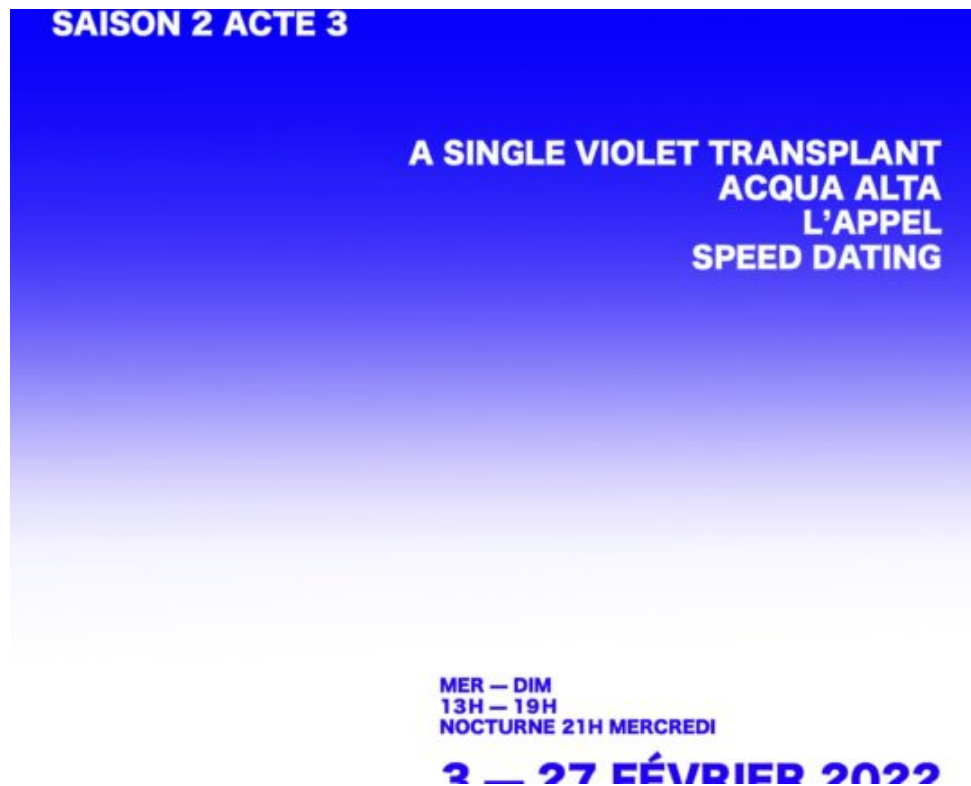 SAISON 2 ACTE 3
A SINGLE VIOLET TRANSPLANT
ACQUA ALTA
L’APPEL
SPEED DATING
MER — DIM
13H — 19H
NOCTURNE 21H MERCREDI
3 — 27 FÉVRIER 2022